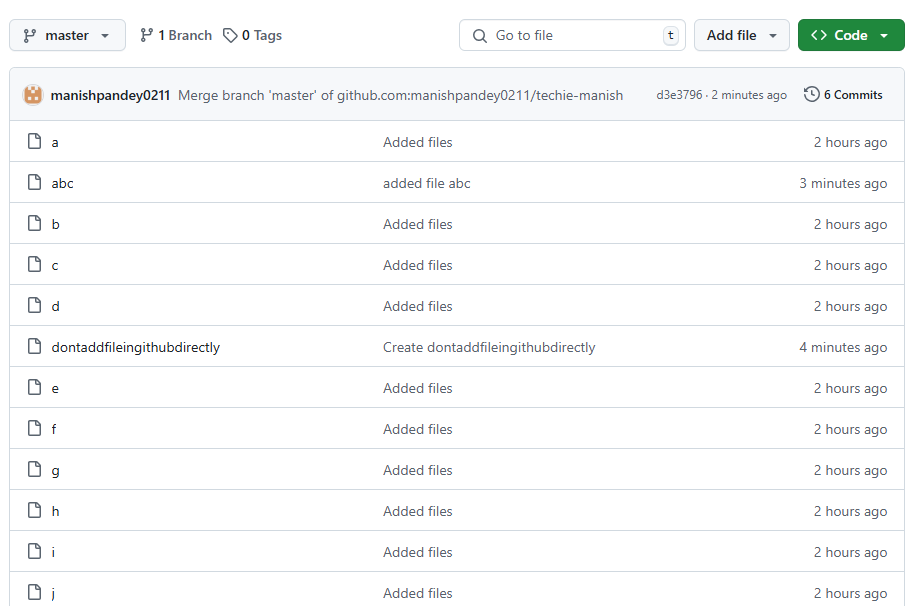 master 1 Branch 0 Tags Go to file t Add file Code
manishpandey0211 Merge branch 'master' of github.com:manishpandey0211/techie-manish d3e3796 · 2 minutes ago 6 Commits
a Added files 2 hours ago
abc added file abc 3 minutes ago
b Added files 2 hours ago
c Added files 2 hours ago
d Added files 2 hours ago
dontaddfileingithubdirectly Create dontaddfileingithubdirectly 4 minutes ago
e Added files 2 hours ago
f Added files 2 hours ago
g Added files 2 hours ago
h Added files 2 hours ago
i Added files 2 hours ago
j Added files 2 hours ago